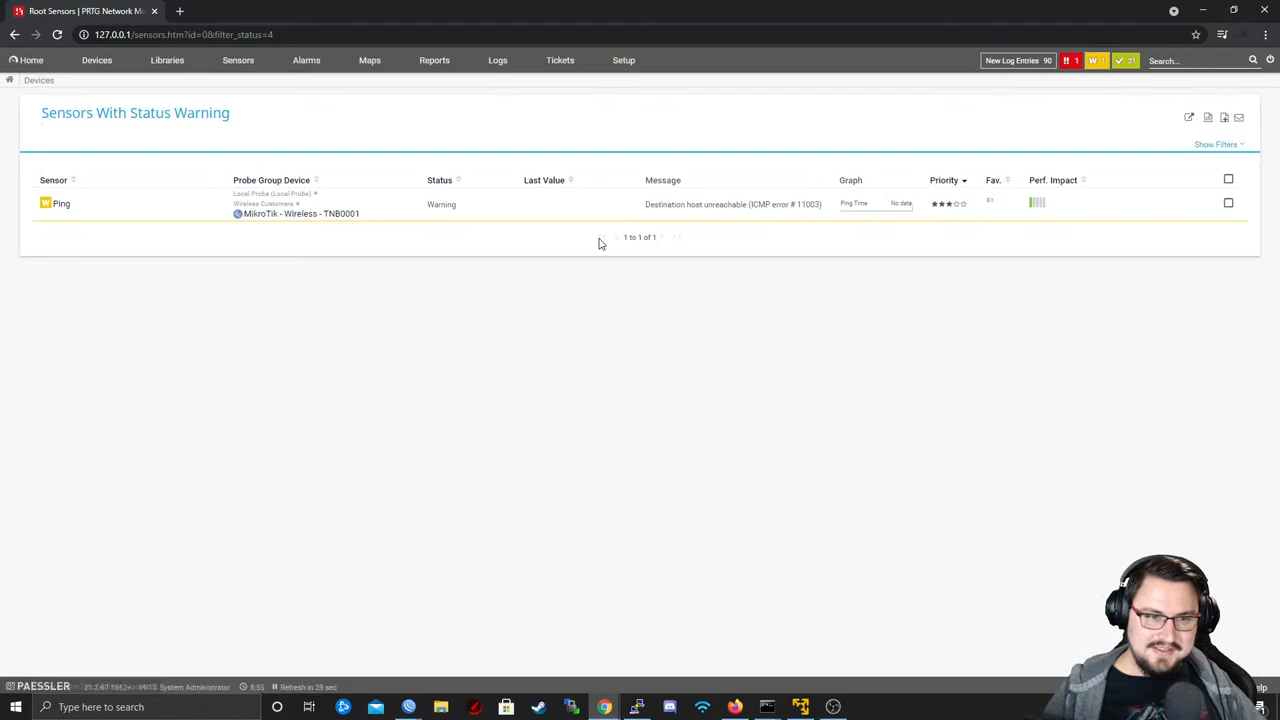 Root Sensors | PRTG Network Mo
127.0.0.1/sensors.htm?id=0&filter_status=4
Home
Devices
Libraries
Sensors
Alarms
Maps
Reports
Logs
Tickets
Setup
New Log Entries 90
!! 1
W 1
31
Search...
Devices
Sensors With Status Warning
Show Filters
Sensor
Probe Group Device
Status
Last Value
Message
Graph
Priority
Fav.
Perf. Impact
W Ping
Local Probe (Local Probe) »
Wireless Customers »
MikroTik - Wireless - TNB0001
Warning
Destination host unreachable (ICMP error # 11003)
Ping Time
No data
1 to 1 of 1
PAESSLER
PRTG System Administrator
8:55
Refresh in 29 sec
Type here to search